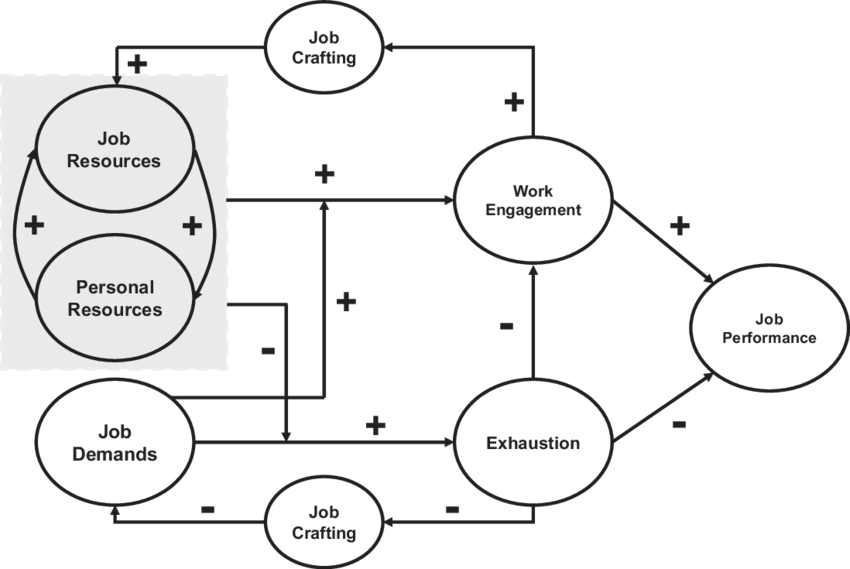 Job
Crafting
+
+
Job
Resources
+
Work
Engagement
+
+
+
Personal
Resources
+
-
-
Job
Performance
Job
Demands
+
Exhaustion
-
-
-
Job
Crafting